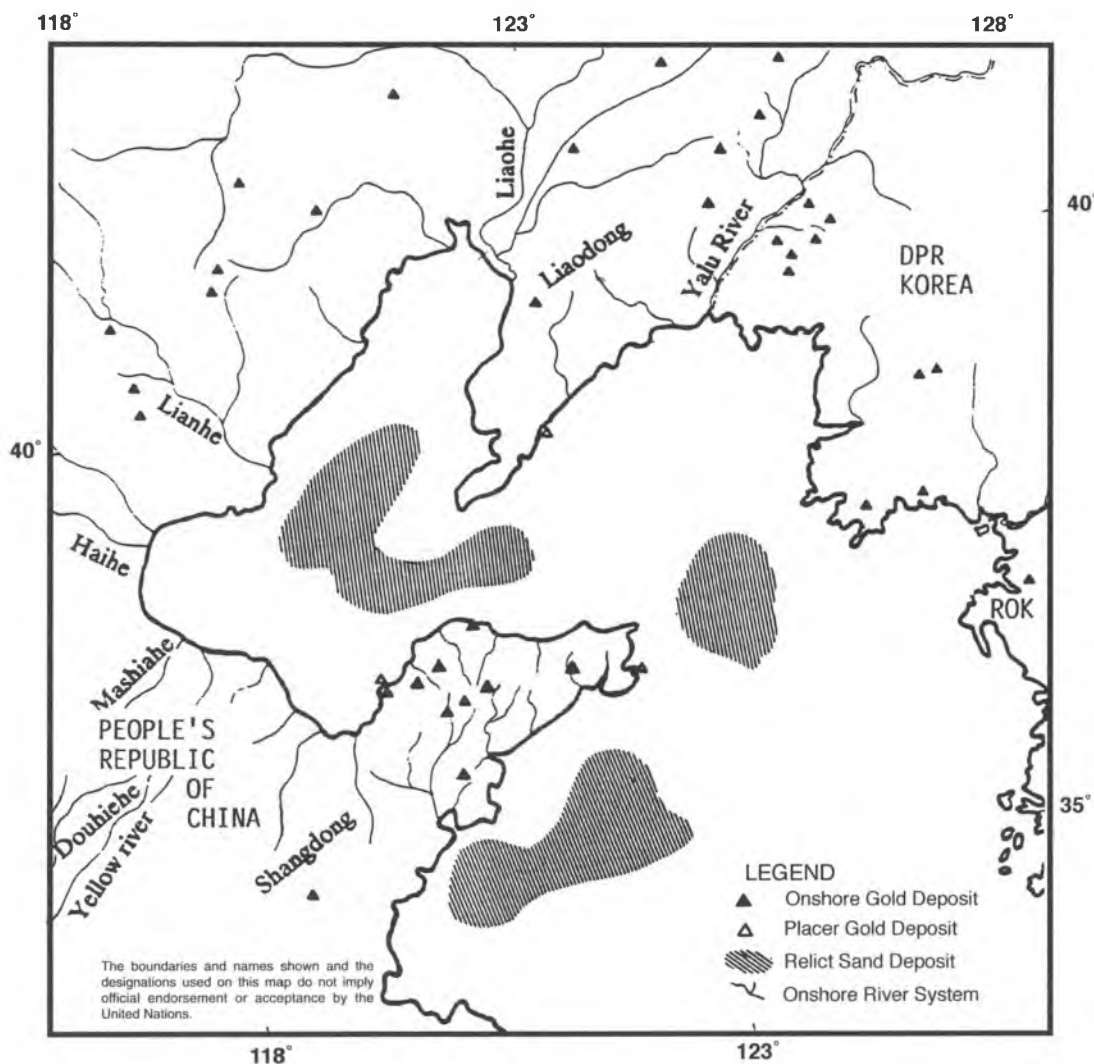 118°
123°
128°
Liaohe
Liaodong
Yalu River
40°
DPR
KOREA
Lianhe
40°
Haihe
ROK
Mashiahe
PEOPLE'S
REPUBLIC
OF
CHINA
35°
Douhiehe
Yellow river
Shangdong
LEGEND
Onshore Gold Deposit
Placer Gold Deposit
Relict Sand Deposit
Onshore River System
The boundaries and names shown and the
designations used on this map do not imply
official endorsement or acceptance by the
United Nations.
118°
123°